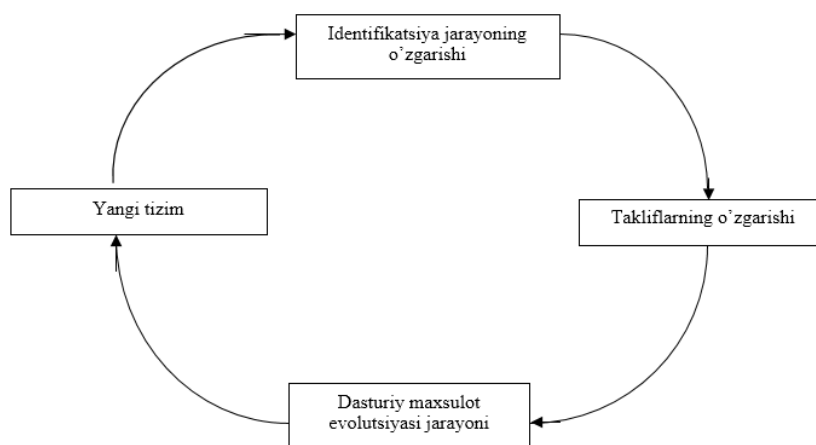 Identifikatsiya jarayoning
o’zgarishi
Yangi tizim
Takliflarning o’zgarishi
Dasturiy maxsulot
evolutsiyasi jarayoni